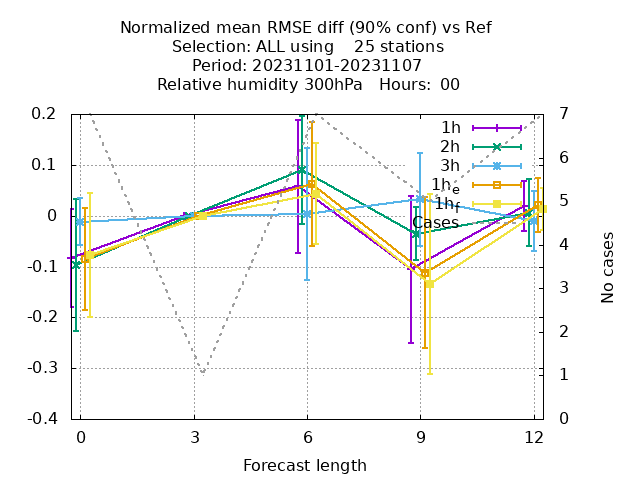 Normalized mean RMSE diff (90% conf) vs Ref
Selection: ALL using    25 stations
Period: 20231101-20231107
Relative humidity 300hPa   Hours:  00
0.2
0.1
0
-0.1
-0.2
-0.3
-0.4
1h
2h
3h
1he
1hf
Cases
7
6
5
4
3
2
1
0
No cases
0
3
6
9
12
Forecast length